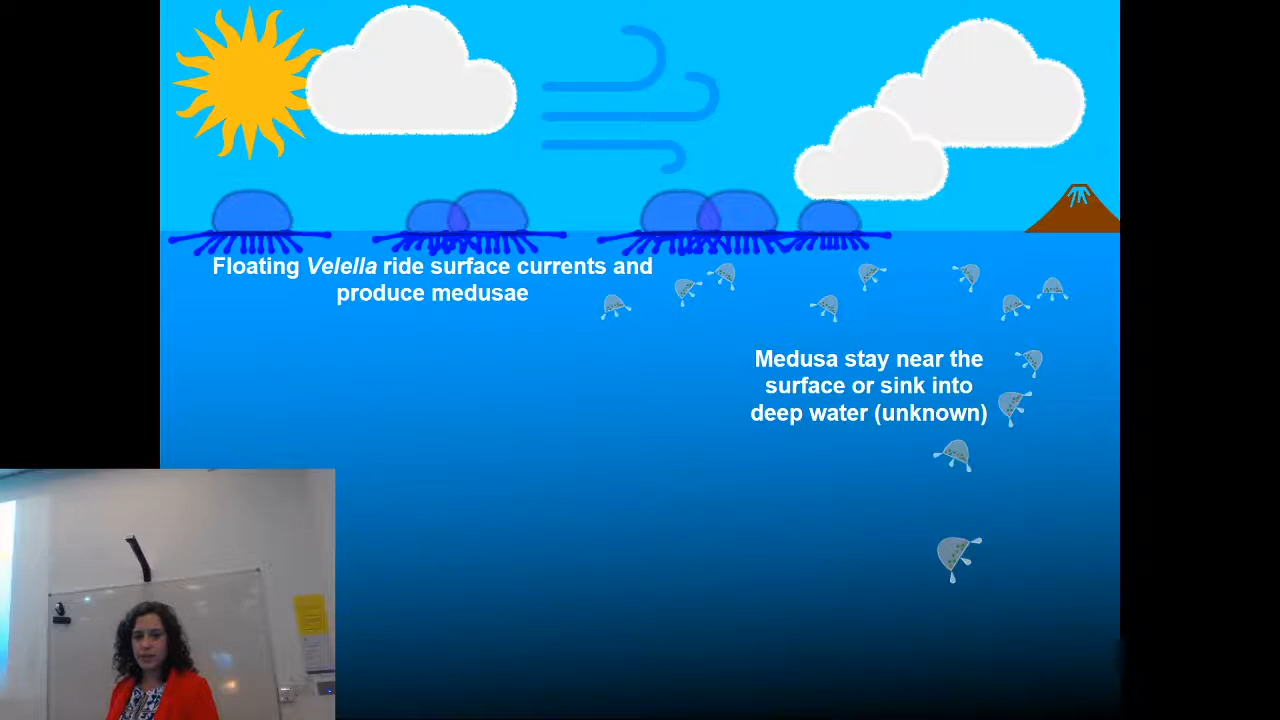 Floating Velella ride surface currents and
produce medusae
Medusa stay near the
surface or sink into
deep water (unknown)